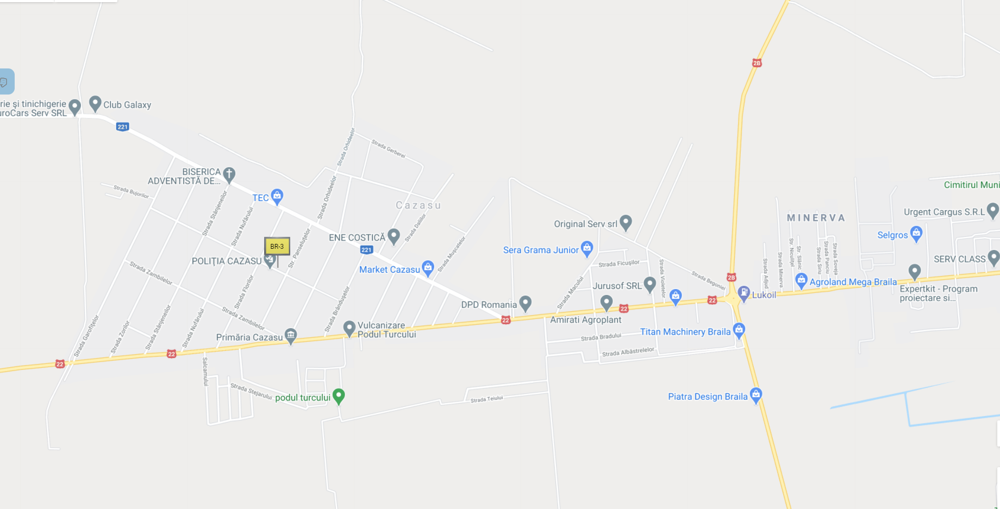 2B
rie și tinichigerie
uroCars Serv SRL
Club Galaxy
221
Strada Orhideelor
Strada Gerberei
BISERICA
ADVENTISTĂ DE...
Strada Bujorilor
TEC
Strada Stânjeneilor
Strada Nufărului
Strada Orhideelor
Cazasu
Cimitirul Muni
Urgent Cargus S.R.L
MINERVA
Original Serv srl
ENE COSTICĂ
Strada Daliilor
Selgros
BR-3
Str. Panseluțelor
221
Strada Mușcatelor
Sera Grama Junior
POLIȚIA CAZASU
Market Cazasu
Strada Ficușilor
Strada Violetelor
Strada Adjud
Strada Minerva
Str. Niculiței
Str. Slănic
Strada Siriu
Strada Panciu
Strada Soveja
SERV CLASS
Strada Zambilelor
Strada Florilor
Strada Macului
Jurusof SRL
Strada Begoniei
2B
Agroland Mega Braila
Expertkit - Program
proiectare si...
Lukoil
DPD Romania
22
22
22
Amirati Agroplant
Strada Garofițelor
Strada Zorilor
Strada Stânjeneilor
Strada Nufărului
Strada Zambilelor
Strada Brândușelor
Vulcanizare
Podul Turcului
Primăria Cazasu
Strada Bradului
Titan Machinery Braila
Strada Albăstrelelor
22
22
Salcamului
Strada Stejarului
podul turcului
Strada Teiului
Piatra Design Braila